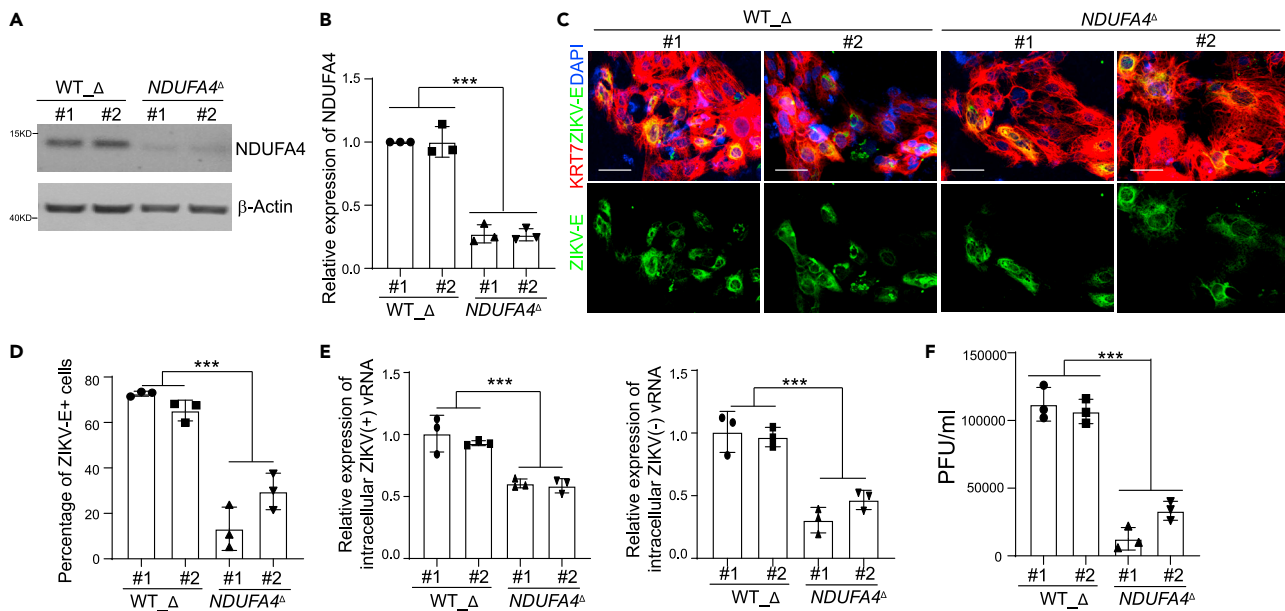 A
WT_Δ NDUFA4Δ
#1 #2 #1 #2
15KD
NDUFA4
40KD
β-Actin
B
Relative expression of NDUFA4
1.5
1.0
0.5
0.0
***
#1 #2 #1 #2
WT_Δ NDUFA4Δ
C
WT_Δ NDUFA4Δ
#1 #2 #1 #2
KRT7ZIKV-EDAPI
ZIKV-E
D
Percentage of ZIKV-E+ cells
80
60
40
20
0
***
#1 #2 #1 #2
WT_Δ NDUFA4Δ
E
Relative expression of
intracellular ZIKV(+) vRNA
1.5
1.0
0.5
0.0
***
#1 #2 #1 #2
WT_Δ NDUFA4Δ
Relative expression of
intracellular ZIKV(-) vRNA
1.5
1.0
0.5
0.0
***
#1 #2 #1 #2
WT_Δ NDUFA4Δ
F
PFU/ml
150000
100000
50000
0
***
#1 #2 #1 #2
WT_Δ NDUFA4Δ